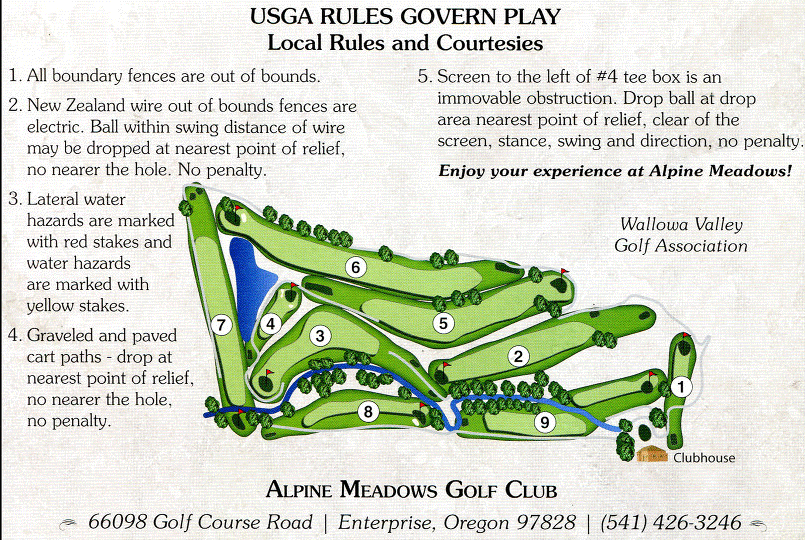 USGA RULES GOVERN PLAY
Local Rules and Courtesies
1. All boundary fences are out of bounds.
2. New Zealand wire out of bounds fences are
electric. Ball within swing distance of wire
may be dropped at nearest point of relief,
no nearer the hole. No penalty.
3. Lateral water
hazards are marked
with red stakes and
water hazards
are marked with
yellow stakes.
4. Graveled and paved
cart paths - drop at
nearest point of relief,
no nearer the hole,
no penalty.
5. Screen to the left of #4 tee box is an
immovable obstruction. Drop ball at drop
area nearest point of relief, clear of the
screen, stance, swing and direction, no penalty.
Enjoy your experience at Alpine Meadows!
Wallowa Valley
Golf Association
6
7
4
3
5
2
1
8
9
Clubhouse
ALPINE MEADOWS GOLF CLUB
66098 Golf Course Road | Enterprise, Oregon 97828 | (541) 426-3246